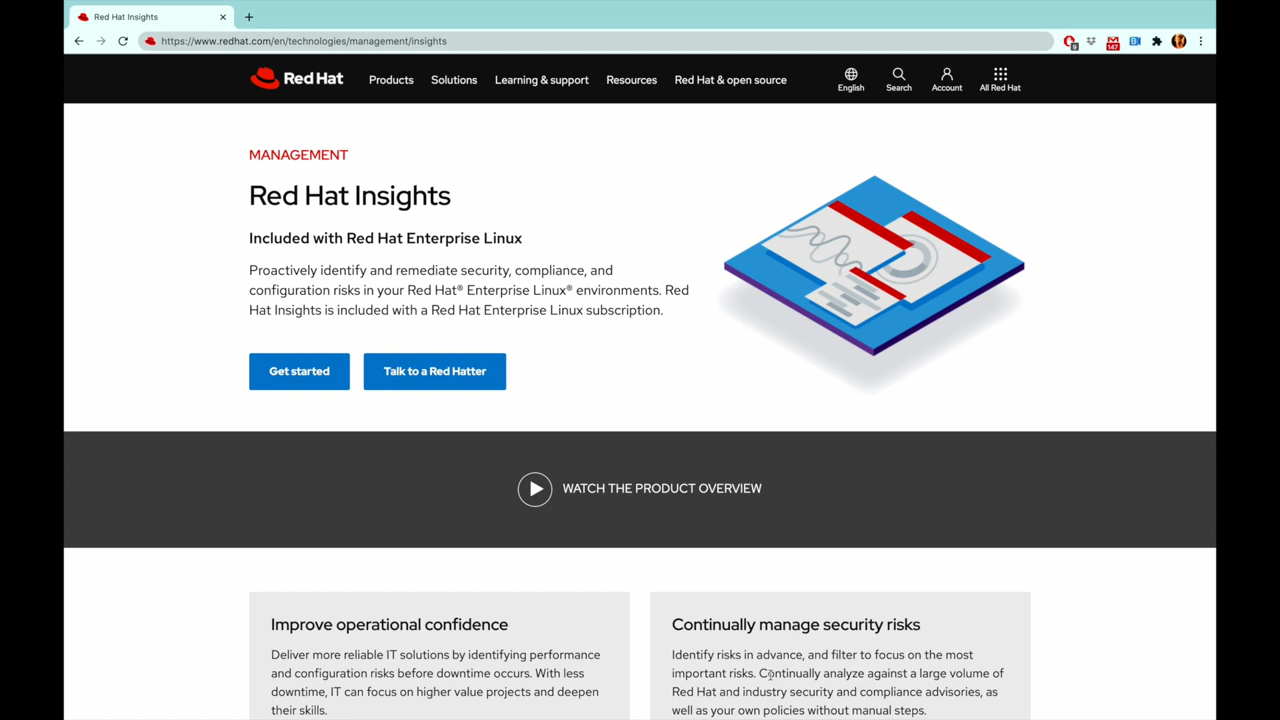 Red Hat Insights
https://www.redhat.com/en/technologies/management/insights
9
147
Red Hat
Products
Solutions
Learning & support
Resources
Red Hat & open source
English
Search
Account
All Red Hat
MANAGEMENT
Red Hat Insights
Included with Red Hat Enterprise Linux
Proactively identify and remediate security, compliance, and
configuration risks in your Red Hat® Enterprise Linux® environments. Red
Hat Insights is included with a Red Hat Enterprise Linux subscription.
Get started
Talk to a Red Hatter
WATCH THE PRODUCT OVERVIEW
Improve operational confidence
Deliver more reliable IT solutions by identifying performance
and configuration risks before downtime occurs. With less
downtime, IT can focus on higher value projects and deepen
their skills.
Continually manage security risks
Identify risks in advance, and filter to focus on the most
important risks. Continually analyze against a large volume of
Red Hat and industry security and compliance advisories, as
well as your own policies without manual steps.